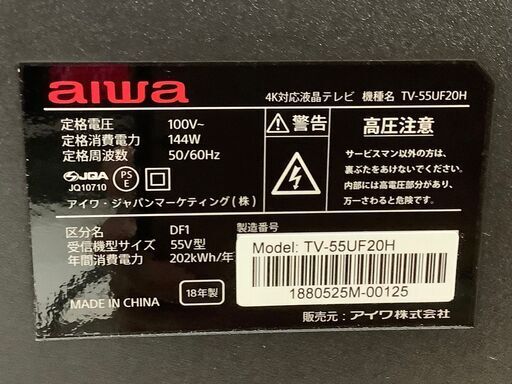 aiwa
4K対応液晶テレビ 機種名 TV-55UF20H
定格電圧 100V~
定格消費電力 144W
定格周波数 50/60Hz
JQA
JQ10710
PS
E
アイワ・ジャパンマーケティング(株)
警告 高圧注意
サービスマン以外の方は、
裏ぶたをあけないでください。
内部には高電圧部分があり、
万一さわると危険です。
区分名 DF1
受信機型サイズ 55V型
年間消費電力 202kWh/年
製造番号
Model: TV-55UF20H
1880525M-00125
MADE IN CHINA
18年製
販売元：アイワ株式会社